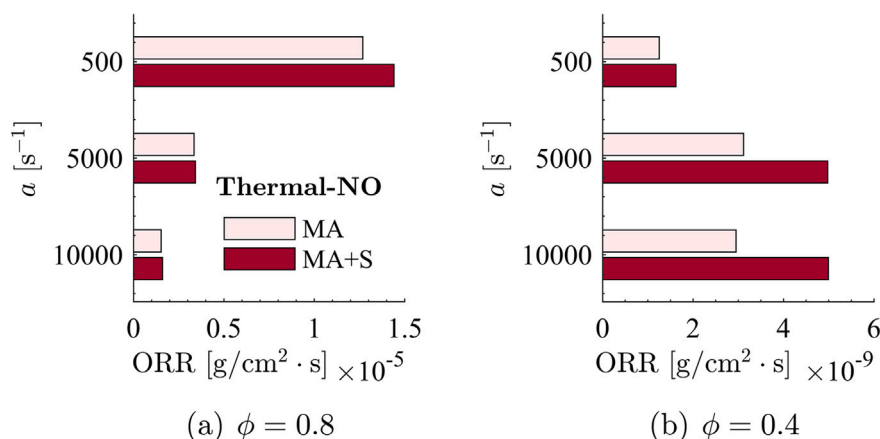 500
5000
10000
a [s⁻¹]
Thermal-NO
MA
MA+S
0 0.5 1 1.5
ORR [g/cm² · s] ×10⁻⁵
(a) ϕ = 0.8
500
5000
10000
a [s⁻¹]
0 2 4 6
ORR [g/cm² · s] ×10⁻⁹
(b) ϕ = 0.4